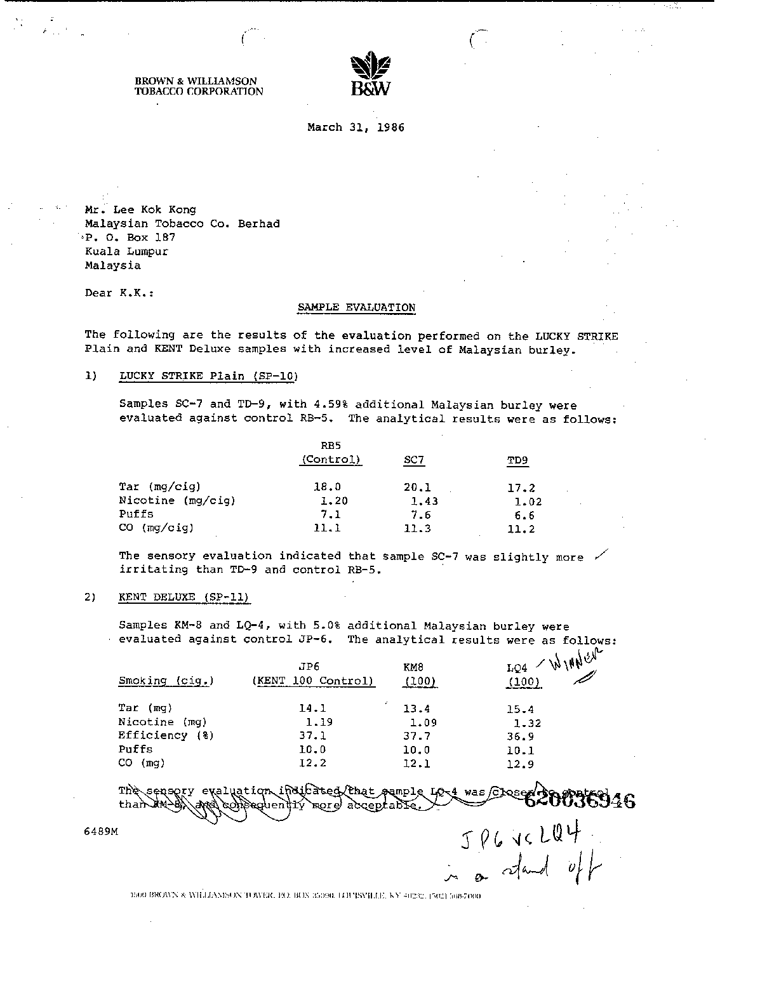 BROWN & WILLIAMSON
TOBACCO CORPORATION
B&W
March 31, 1986
Mr. Lee Kok Kong
Malaysian Tobacco Co. Berhad
P. O. Box 187
Kuala Lumpur
Malaysia
Dear K.K.:
SAMPLE EVALUATION
The following are the results of the evaluation performed on the LUCKY STRIKE
Plain and KENT Deluxe samples with increased level of Malaysian burley.
1) LUCKY STRIKE Plain (SP-10)
Samples SC-7 and TD-9, with 4.59% additional Malaysian burley were
evaluated against control RB-5. The analytical results were as follows:
RB5
(Control) SC7 TD9
Tar (mg/cig) 18.0 20.1 17.2
Nicotine (mg/cig) 1.20 1.43 1.02
Puffs 7.1 7.6 6.6
CO (mg/cig) 11.1 11.3 11.2
The sensory evaluation indicated that sample SC-7 was slightly more
irritating than TD-9 and control RB-5.
2) KENT DELUXE (SP-11)
Samples KM-8 and LQ-4, with 5.0% additional Malaysian burley were
evaluated against control JP-6. The analytical results were as follows:
JP6 KM8 LQ4 WINNER
Smoking (cig.) (KENT 100 Control) (100) (100)
Tar (mg) 14.1 13.4 15.4
Nicotine (mg) 1.19 1.09 1.32
Efficiency (%) 37.1 37.7 36.9
Puffs 10.0 10.0 10.1
CO (mg) 12.2 12.1 12.9
The sensory evaluation indicated that sample LQ-4 was closer
than KM-8, and consequently more acceptable.
620036946
6489M
JP6 vs LQ4
in a stand off
1500 BROWN & WILLIAMSON TOWER, P.O. BOX 35090, LOUISVILLE, KY 40232, (502) 568-7000